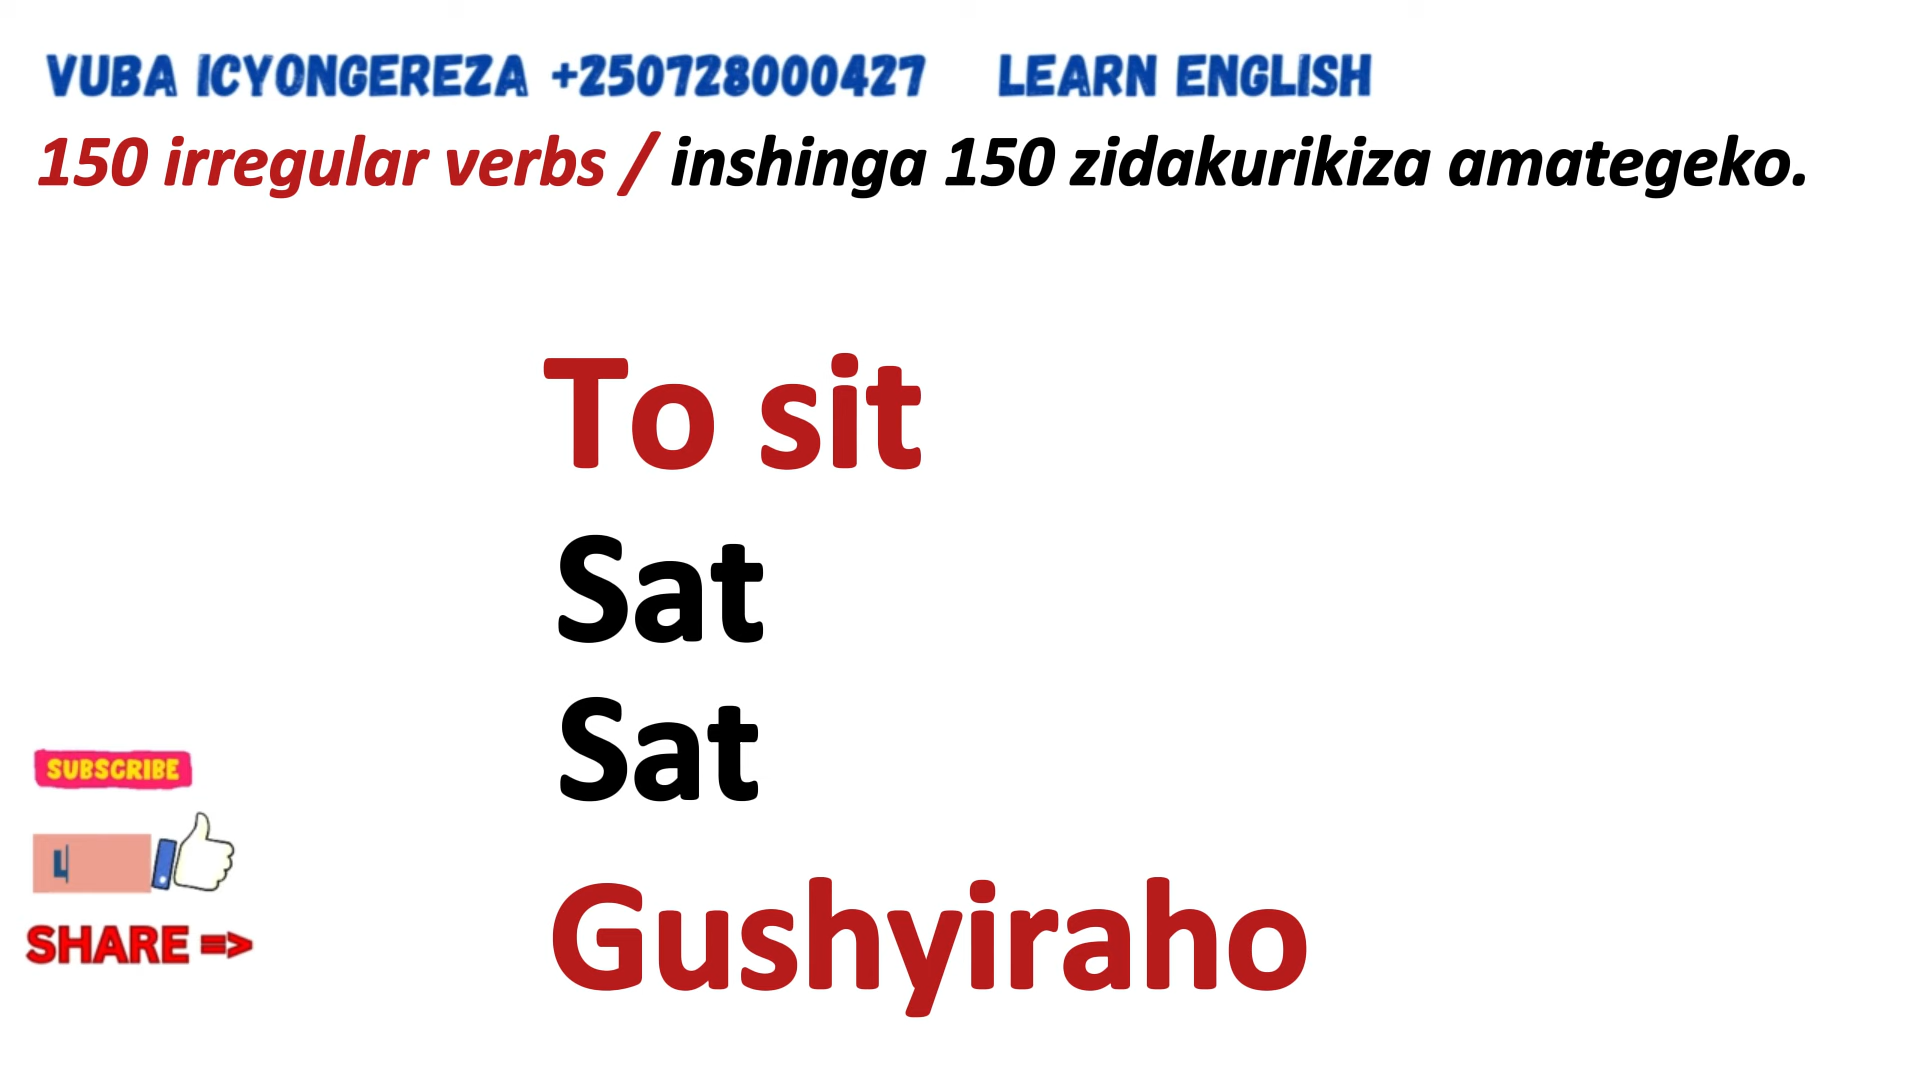 VUBA ICYONGEREZA +250728000427 LEARN ENGLISH
150 irregular verbs / inshinga 150 zidakurikiza amategeko.
To sit
Sat
Sat
Gushyiraho
SUBSCRIBE
SHARE =>